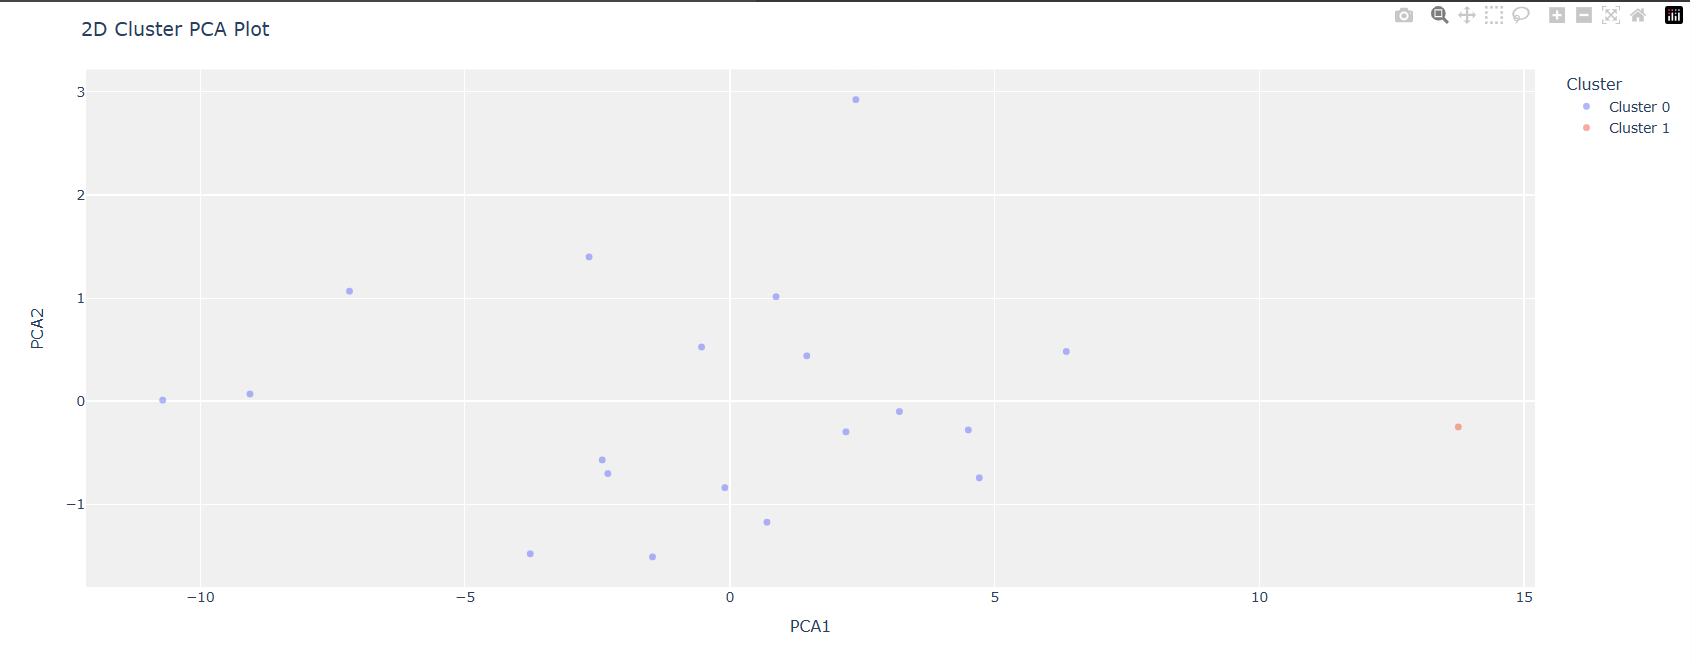 2D Cluster PCA Plot
Cluster
Cluster 0
Cluster 1
3
2
1
0
−1
PCA2
−10
−5
0
5
10
15
PCA1